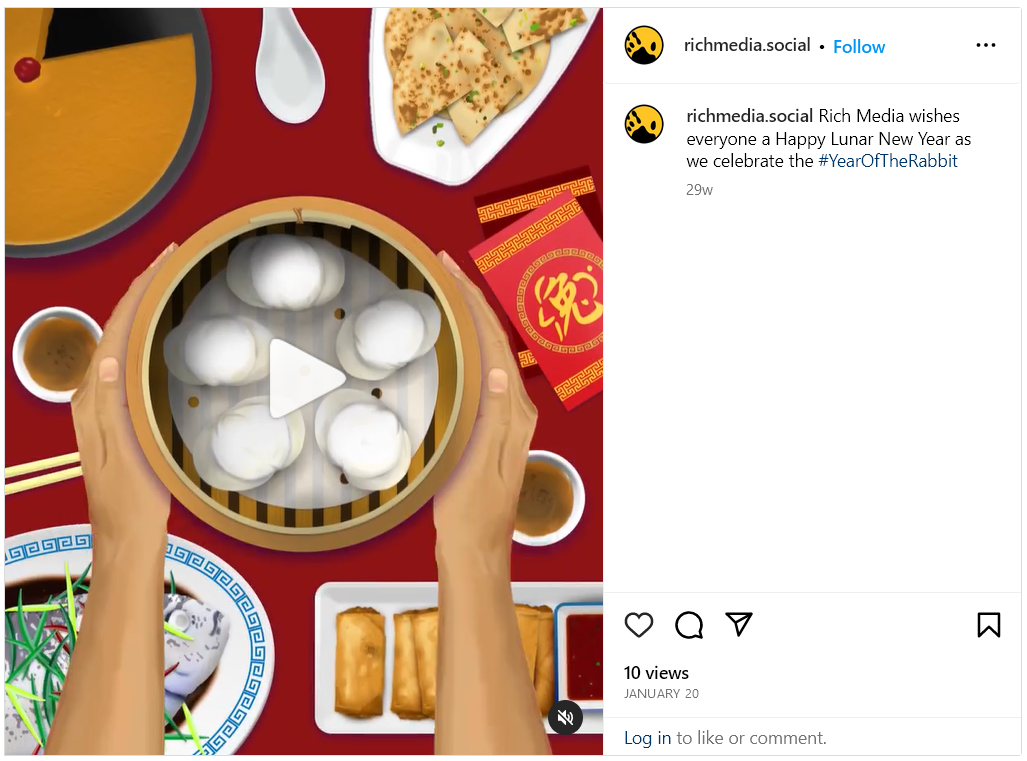 richmedia.social • Follow
richmedia.social Rich Media wishes
everyone a Happy Lunar New Year as
we celebrate the #YearOfTheRabbit
29w
兔
10 views
JANUARY 20
Log in to like or comment.